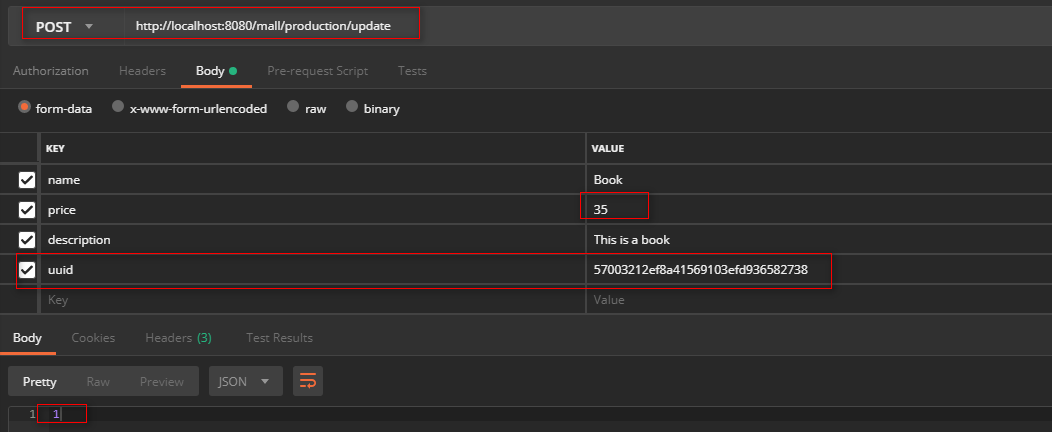 POST http://localhost:8080/mall/production/update
Authorization Headers Body Pre-request Script Tests
form-data x-www-form-urlencoded raw binary
KEY VALUE
name Book
price 35
description This is a book
uuid 57003212ef8a41569103efd936582738
Key Value
Body Cookies Headers (3) Test Results
Pretty Raw Preview JSON
1 1